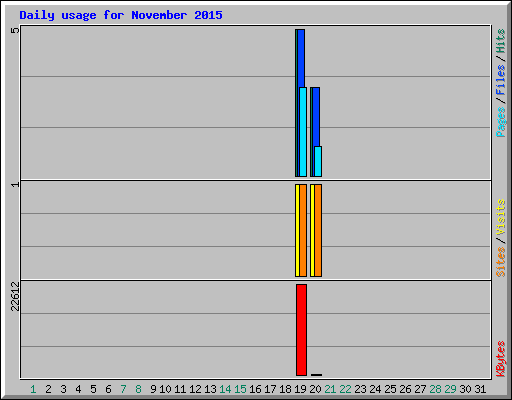 Daily usage for November 2015
5
1
22612
Pages / Files / Hits
Sites / Visits
KBytes
1 2 3 4 5 6 7 8 9 10 11 12 13 14 15 16 17 18 19 20 21 22 23 24 25 26 27 28 29 30 31